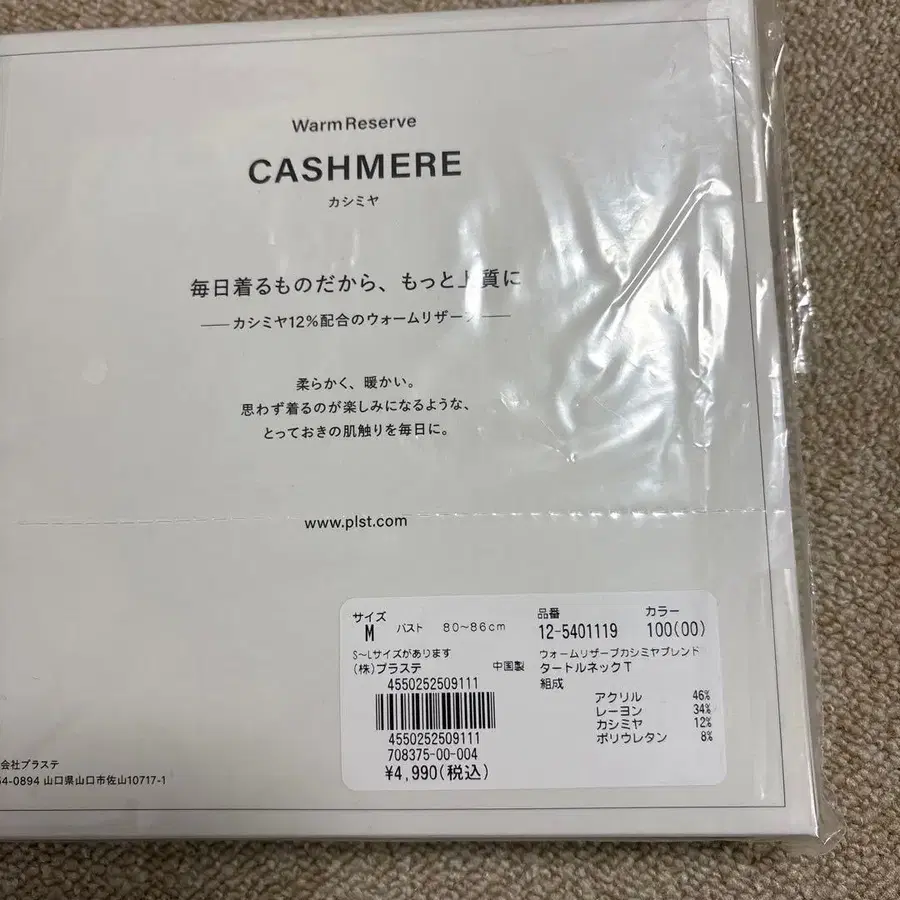 WarmReserve
CASHMERE
カシミヤ
毎日着るものだから、もっと上質に
カシミヤ12%配合のウォームリザーブ
柔らかく、暖かい。
思わず着るのが楽しみになるような、
とっておきの肌触りを毎日に。
www.plst.com
サイズ
M バスト 80~86cm
S~Lサイズがあります
(株)プラステ 中国製
4550252509111
4550252509111
708375-00-004
¥4,990(税込)
品番 カラー
12-5401119 100(00)
ウォームリザーブカシミヤブレンド
タートルネックT
組成
アクリル 46%
レーヨン 34%
カシミヤ 12%
ポリウレタン 8%
会社プラステ
54-0894 山口県山口市佐山10717-1